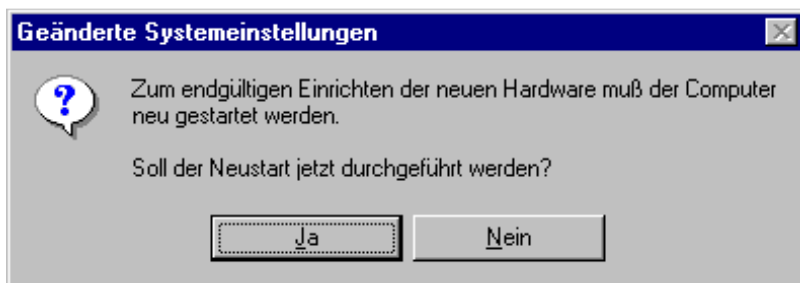 Geänderte Systemeinstellungen
Zum endgültigen Einrichten der neuen Hardware muß der Computer
neu gestartet werden.
Soll der Neustart jetzt durchgeführt werden?
Ja
Nein